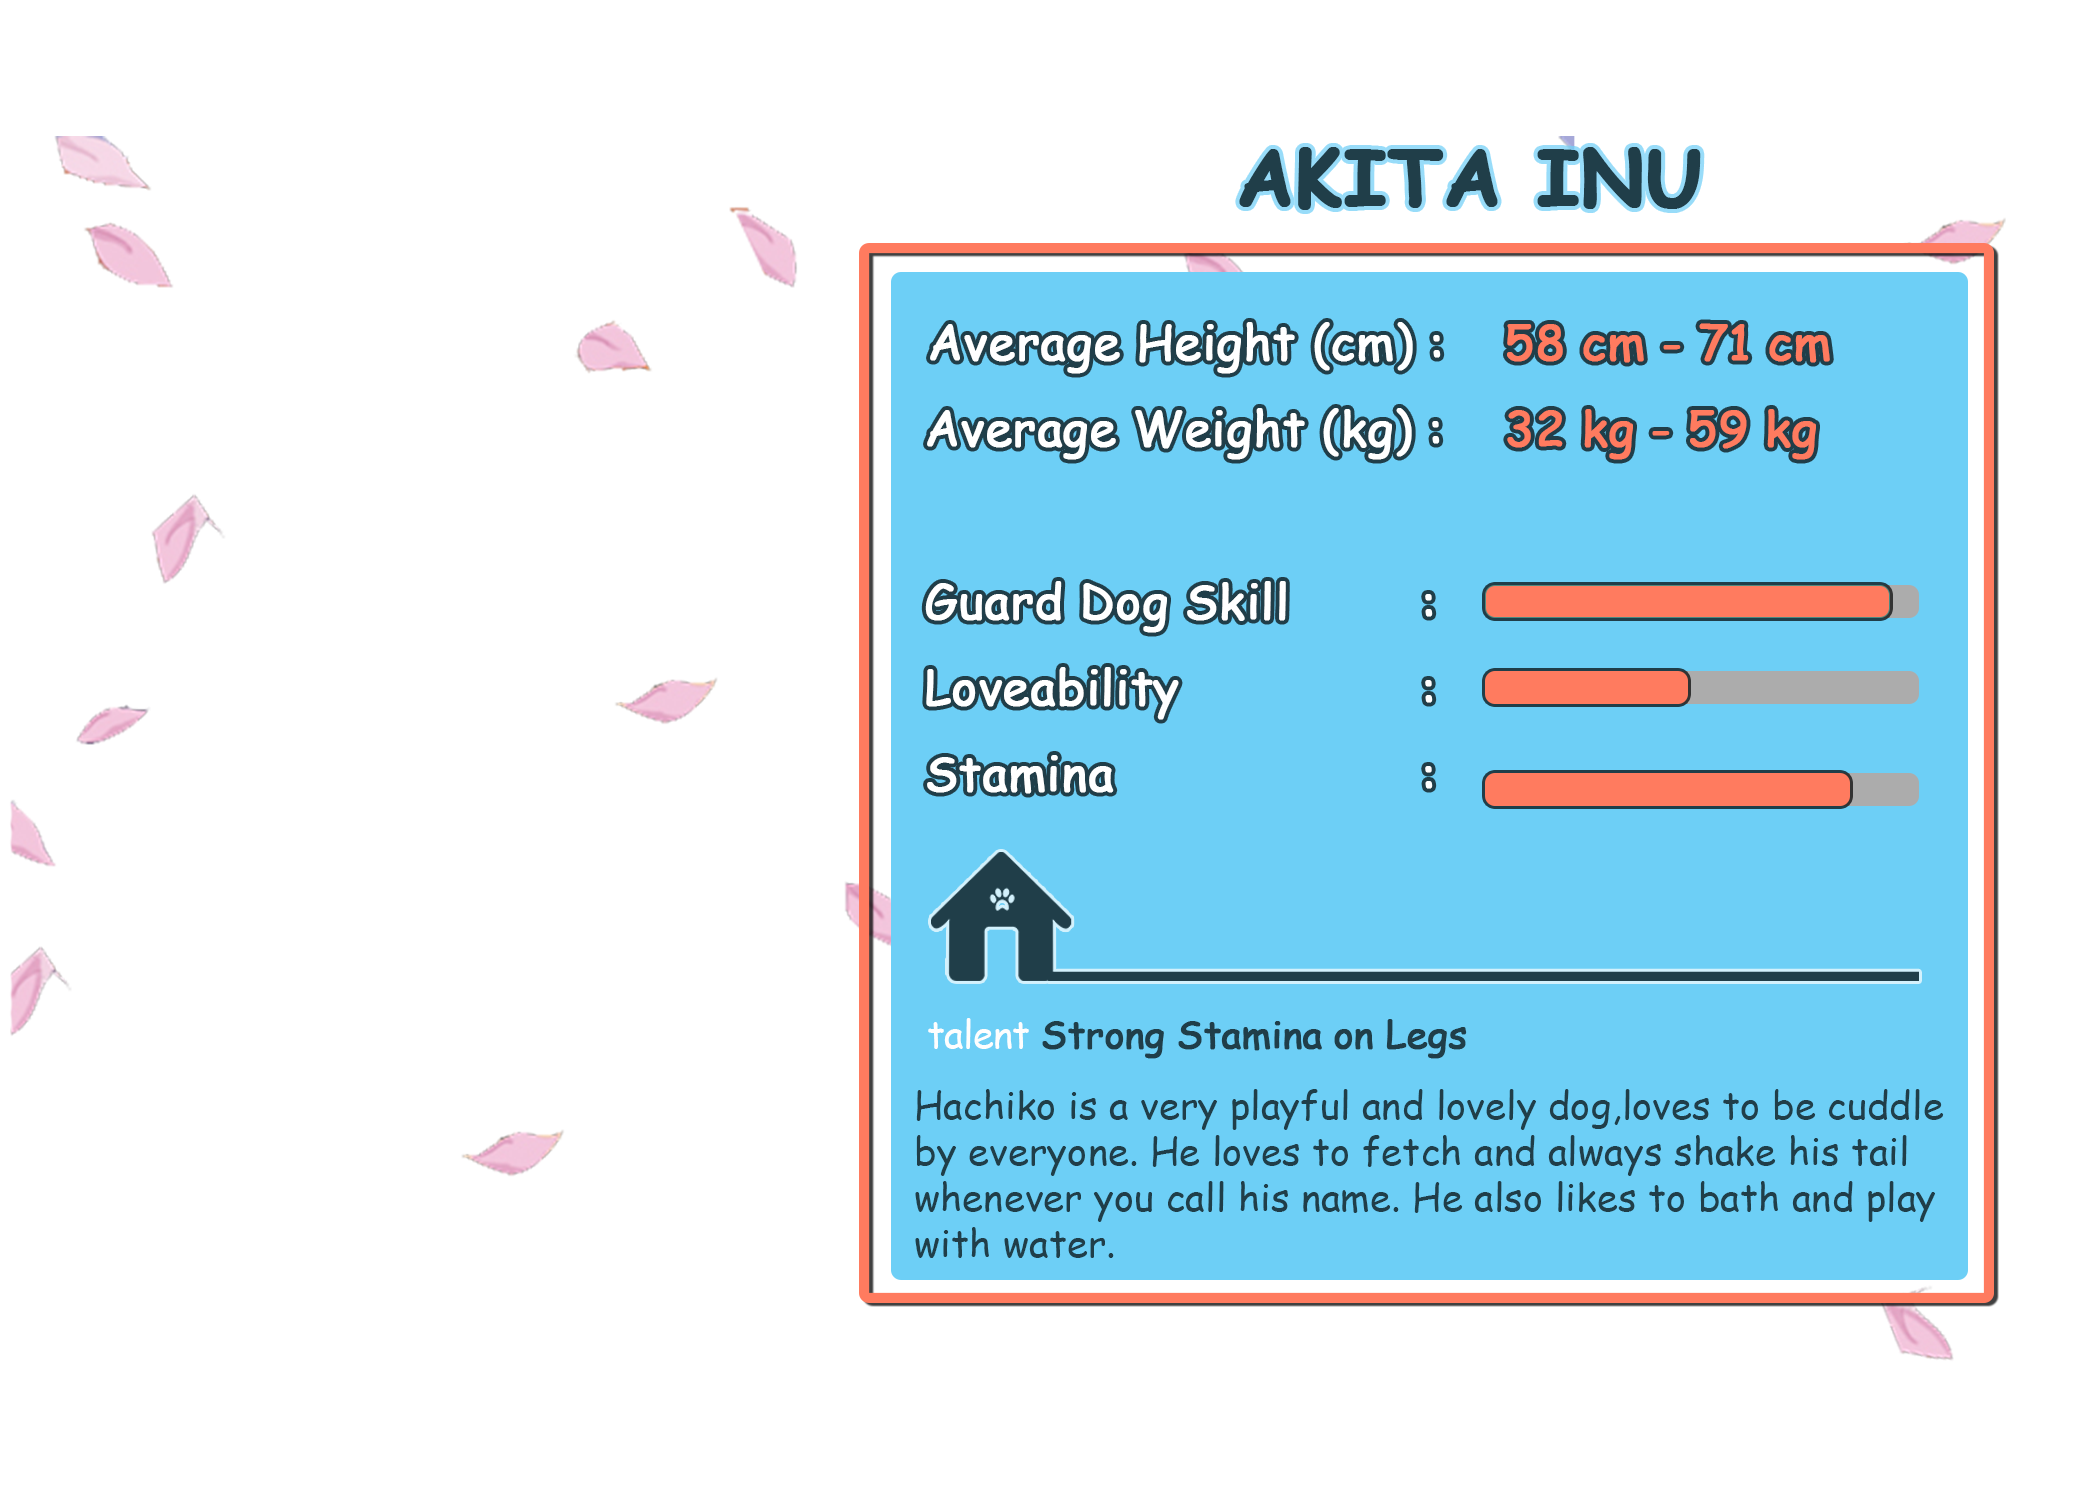 AKITA INU
Average Height (cm) : 58 cm - 71 cm
Average Weight (kg) : 32 kg - 59 kg
Guard Dog Skill :
Loveability :
Stamina :
talent Strong Stamina on Legs
Hachiko is a very playful and lovely dog,loves to be cuddle
by everyone. He loves to fetch and always shake his tail
whenever you call his name. He also likes to bath and play
with water.